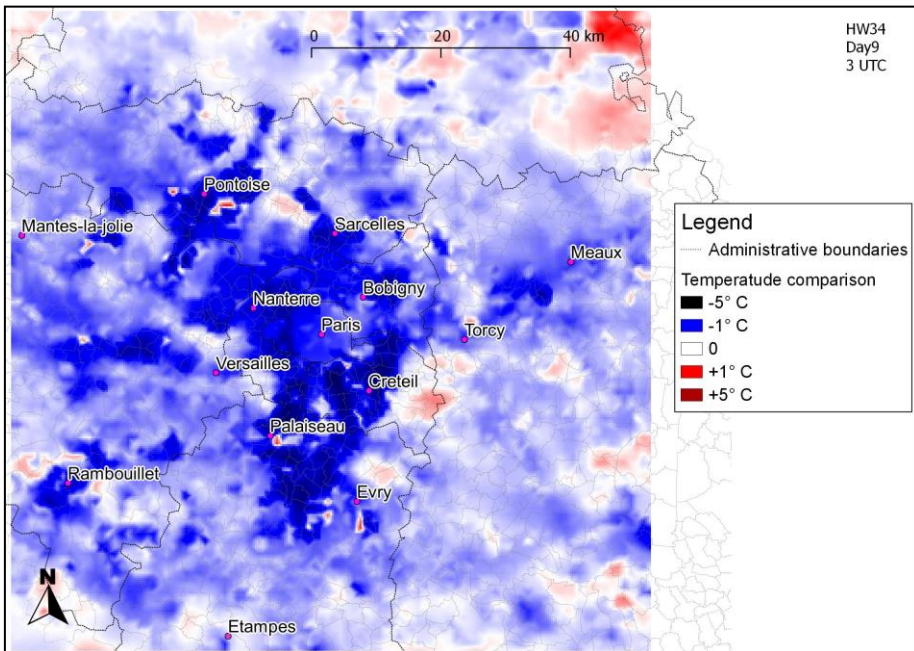 0 20 40 km
HW34
Day9
3 UTC
Pontoise
Mantes-la-jolie
Sarcelles
Meaux
Nanterre
Bobigny
Paris
Torcy
Versailles
Creteil
Palaiseau
Rambouillet
Evry
Etampes
N
Legend
Administrative boundaries
Temperatude comparison
-5° C
-1° C
0
+1° C
+5° C